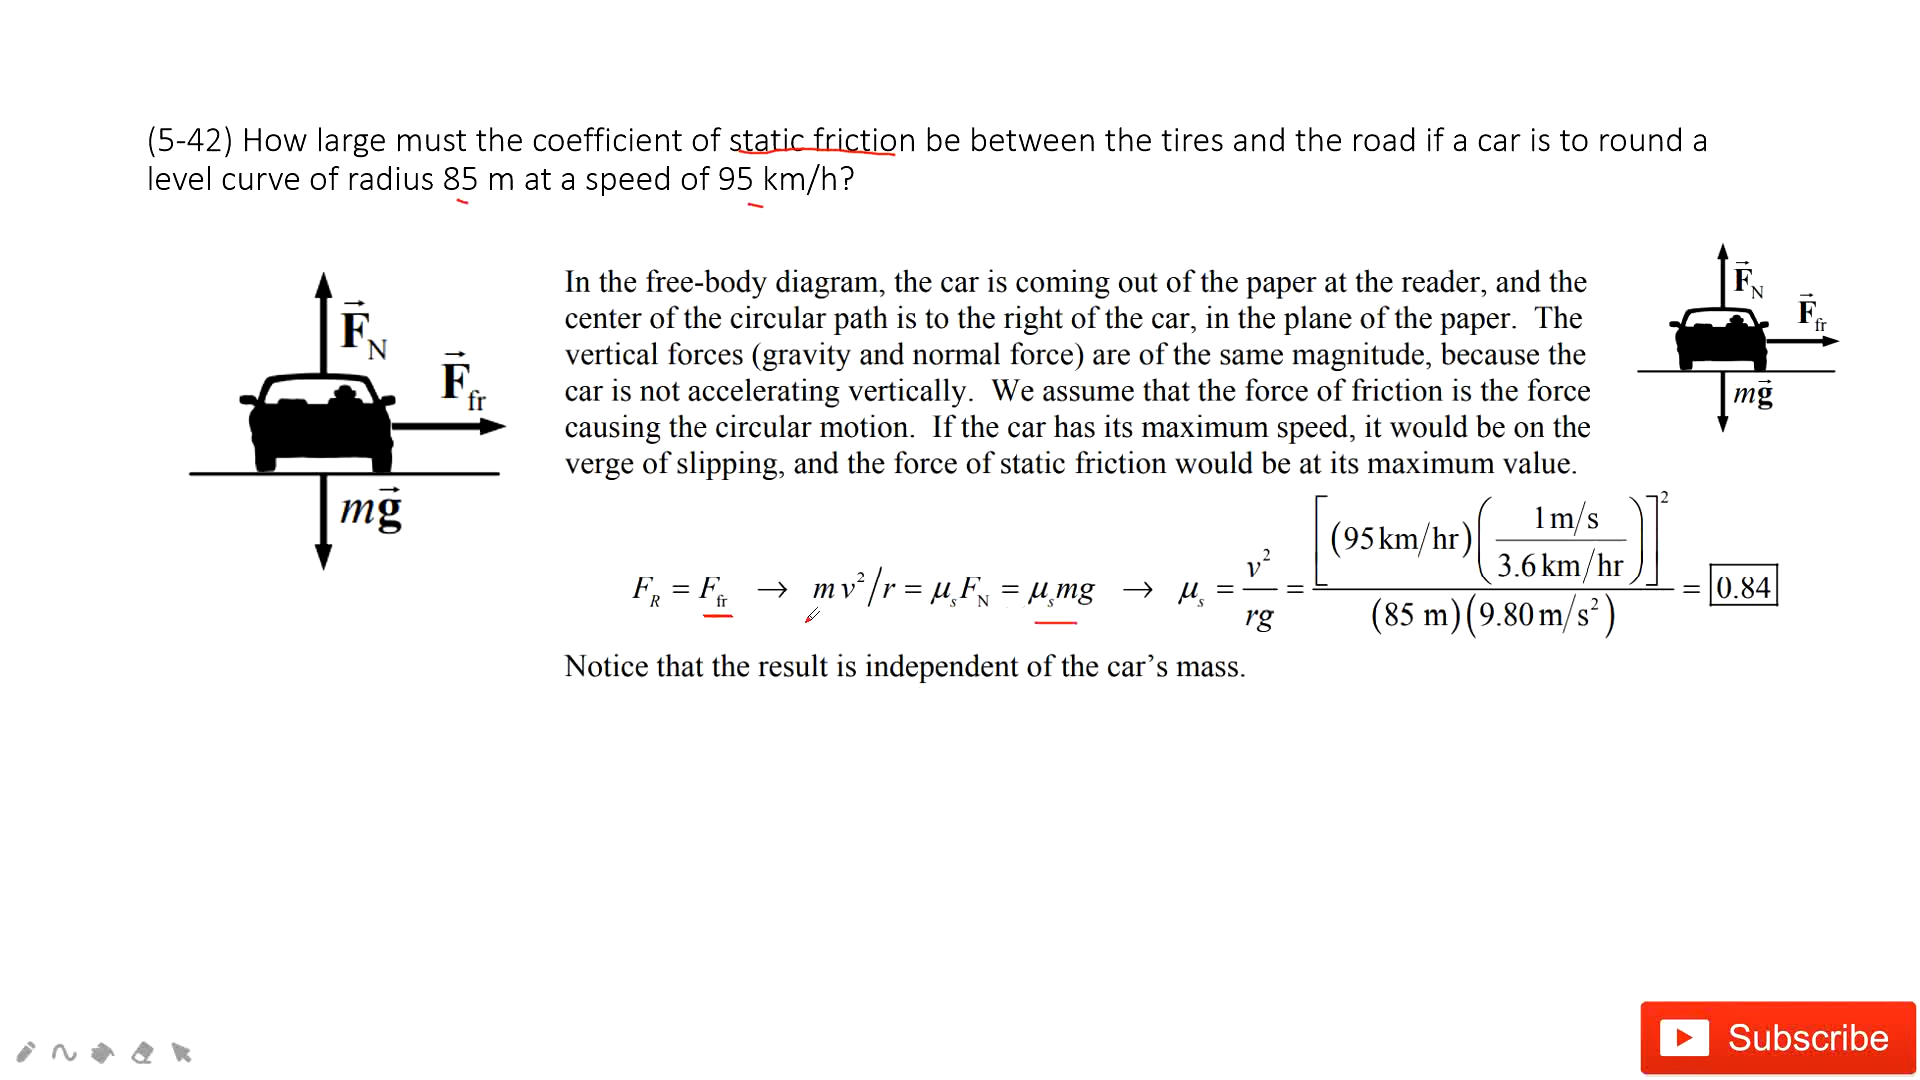 (5-42) How large must the coefficient of static friction be between the tires and the road if a car is to round a
level curve of radius 85 m at a speed of 95 km/h?
F⃗_N
F⃗_fr
mg⃗
In the free-body diagram, the car is coming out of the paper at the reader, and the
center of the circular path is to the right of the car, in the plane of the paper. The
vertical forces (gravity and normal force) are of the same magnitude, because the
car is not accelerating vertically. We assume that the force of friction is the force
causing the circular motion. If the car has its maximum speed, it would be on the
verge of slipping, and the force of static friction would be at its maximum value.
F⃗_N
F⃗_fr
mg⃗
F_R = F_fr → mv²/r = μ_s F_N = μ_s mg → μ_s = v²/rg = [(95 km/hr)(1 m/s / 3.6 km/hr)]² / (85 m)(9.80 m/s²) = 0.84
Notice that the result is independent of the car's mass.
Subscribe